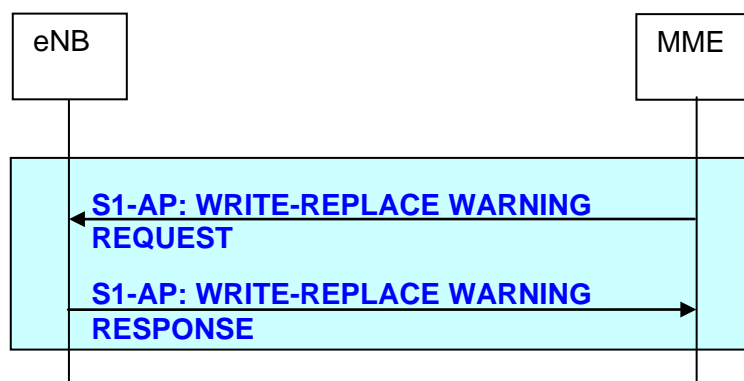 eNB
MME
S1-AP: WRITE-REPLACE WARNING
REQUEST
S1-AP: WRITE-REPLACE WARNING
RESPONSE